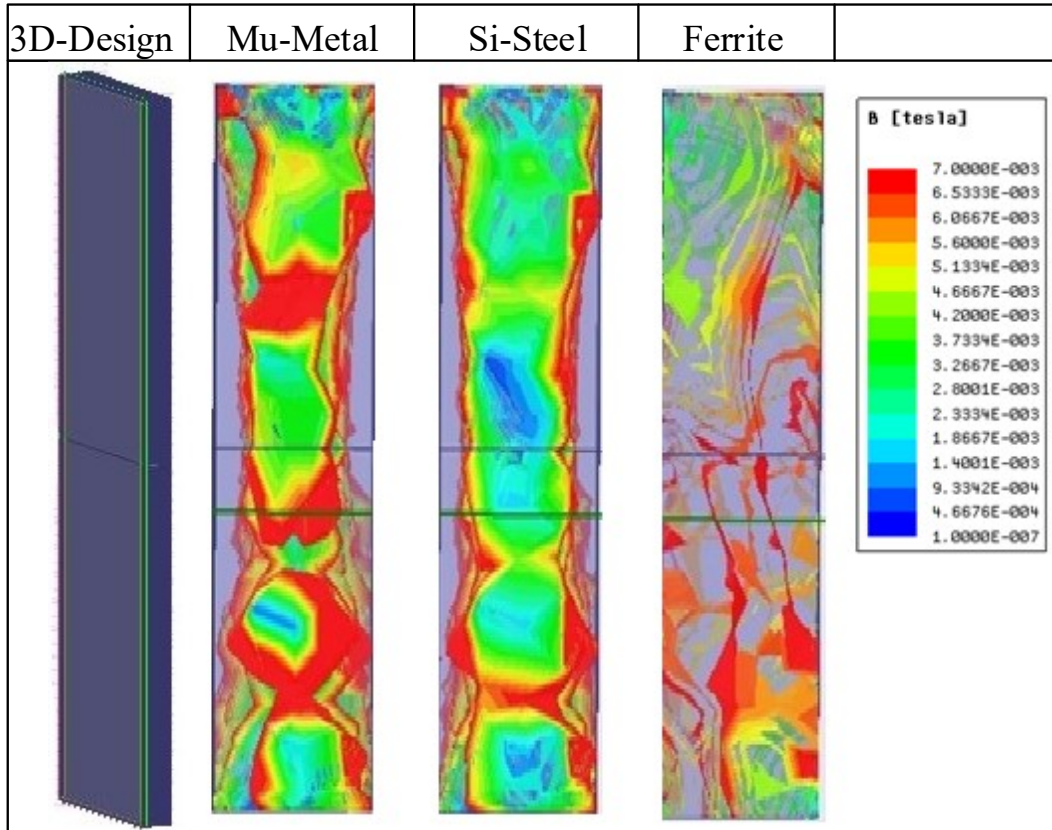 3D-Design Mu-Metal Si-Steel Ferrite
B [tesla]
7.0000E-003
6.5333E-003
6.0667E-003
5.6000E-003
5.1334E-003
4.6667E-003
4.2000E-003
3.7334E-003
3.2667E-003
2.8001E-003
2.3334E-003
1.8667E-003
1.4001E-003
9.3342E-004
4.6676E-004
1.0000E-007